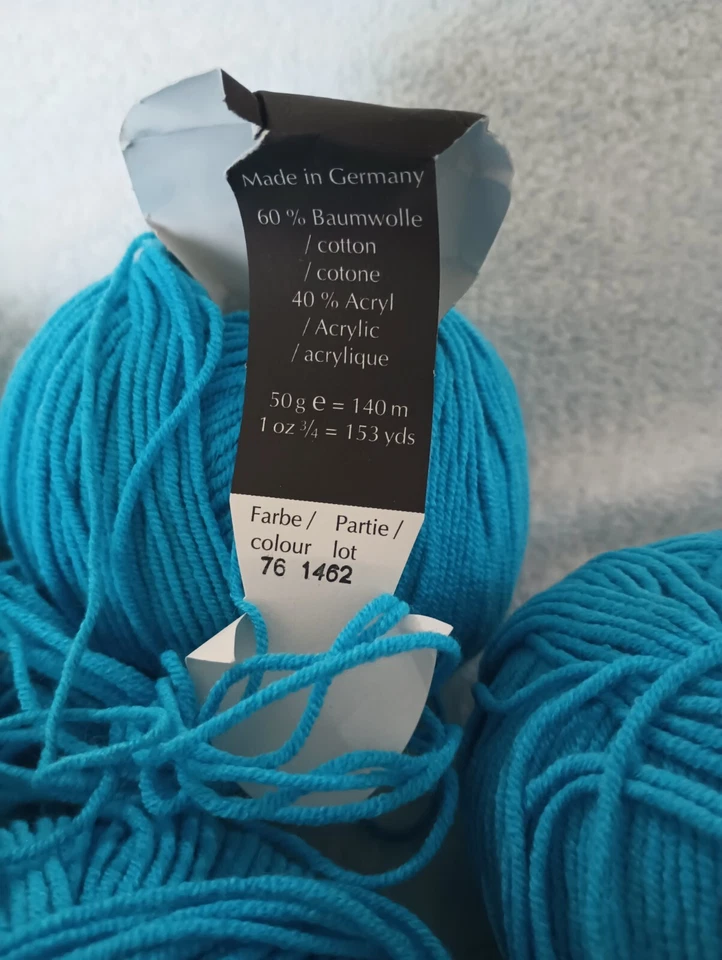 Made in Germany
60 % Baumwolle
/ cotton
/ cotone
40 % Acryl
/ Acrylic
/ acrylique
50 g ℮ = 140 m
1 oz ¾ = 153 yds
Farbe / Partie /
colour lot
76 1462